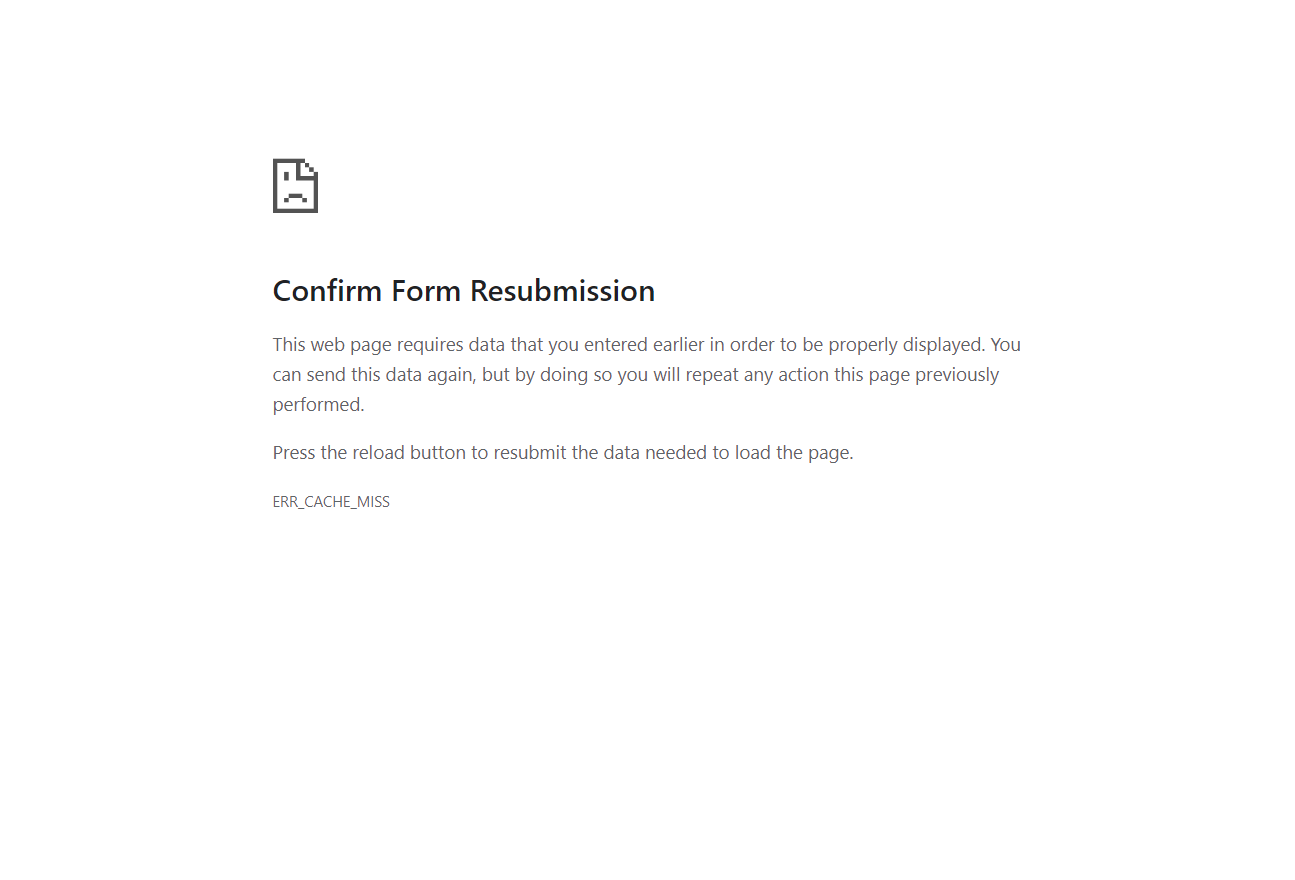 Confirm Form Resubmission
This web page requires data that you entered earlier in order to be properly displayed. You
can send this data again, but by doing so you will repeat any action this page previously
performed.
Press the reload button to resubmit the data needed to load the page.
ERR_CACHE_MISS